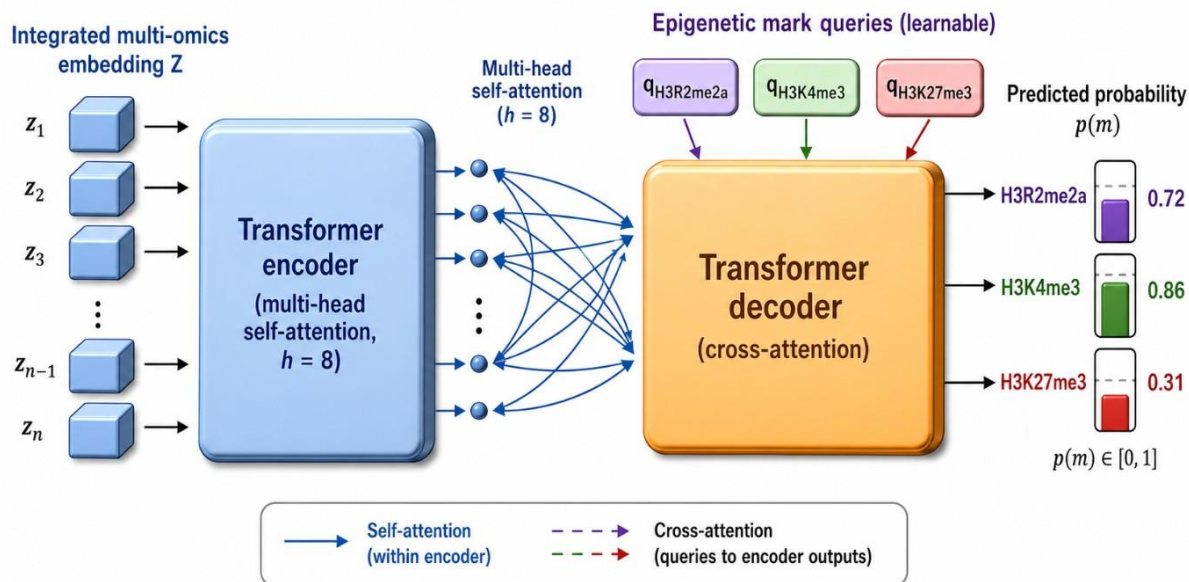 Integrated multi-omics
embedding Z
z₁
z₂
z₃
⋮
zₙ₋₁
zₙ
Transformer
encoder
(multi-head
self-attention,
h = 8)
Multi-head
self-attention
(h = 8)
Epigenetic mark queries (learnable)
qH3R2me2a
qH3K4me3
qH3K27me3
Transformer
decoder
(cross-attention)
Predicted probability
p(m)
H3R2me2a
0.72
H3K4me3
0.86
H3K27me3
0.31
p(m) ∈ [0, 1]
Self-attention
(within encoder)
Cross-attention
(queries to encoder outputs)